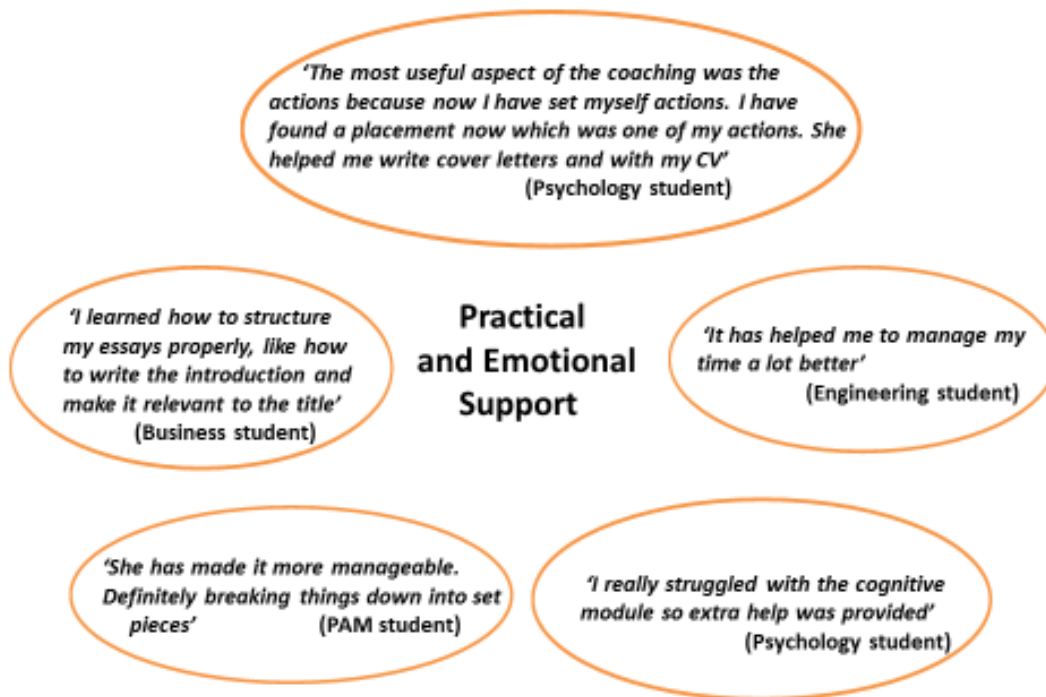 ‘The most useful aspect of the coaching was the
actions because now I have set myself actions. I have
found a placement now which was one of my actions. She
helped me write cover letters and with my CV’
(Psychology student)
‘I learned how to structure
my essays properly, like how
to write the introduction and
make it relevant to the title’
(Business student)
Practical
and Emotional
Support
‘It has helped me to manage my
time a lot better’
(Engineering student)
‘She has made it more manageable.
Definitely breaking things down into set
pieces’ (PAM student)
‘I really struggled with the cognitive
module so extra help was provided’
(Psychology student)